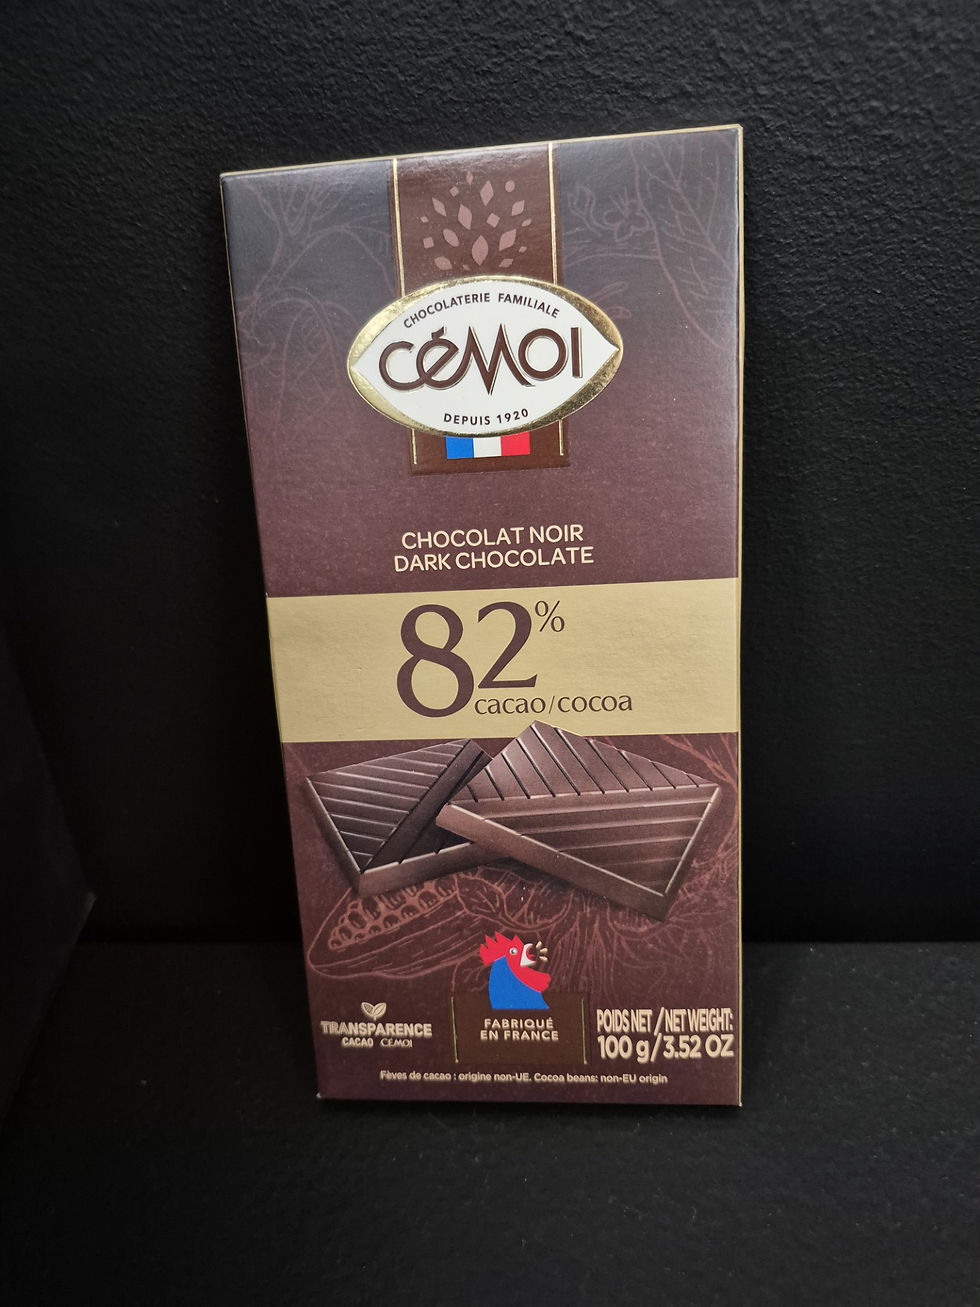 CHOCOLATERIE FAMILIALE
CéMOI
DEPUIS 1920
CHOCOLAT NOIR
DARK CHOCOLATE
82%
cacao/cocoa
TRANSPARENCE
CACAO CÉMOI
FABRIQUÉ
EN FRANCE
POIDS NET / NET WEIGHT:
100 g/3.52 OZ
Fèves de cacao : origine non-UE. Cocoa beans: non-EU origin